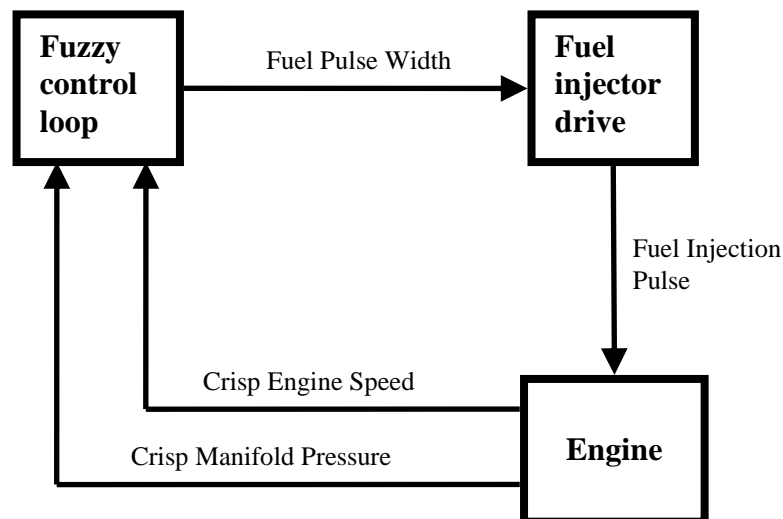 Fuzzy
control
loop
Fuel Pulse Width
Fuel
injector
drive
Fuel Injection
Pulse
Crisp Engine Speed
Crisp Manifold Pressure
Engine